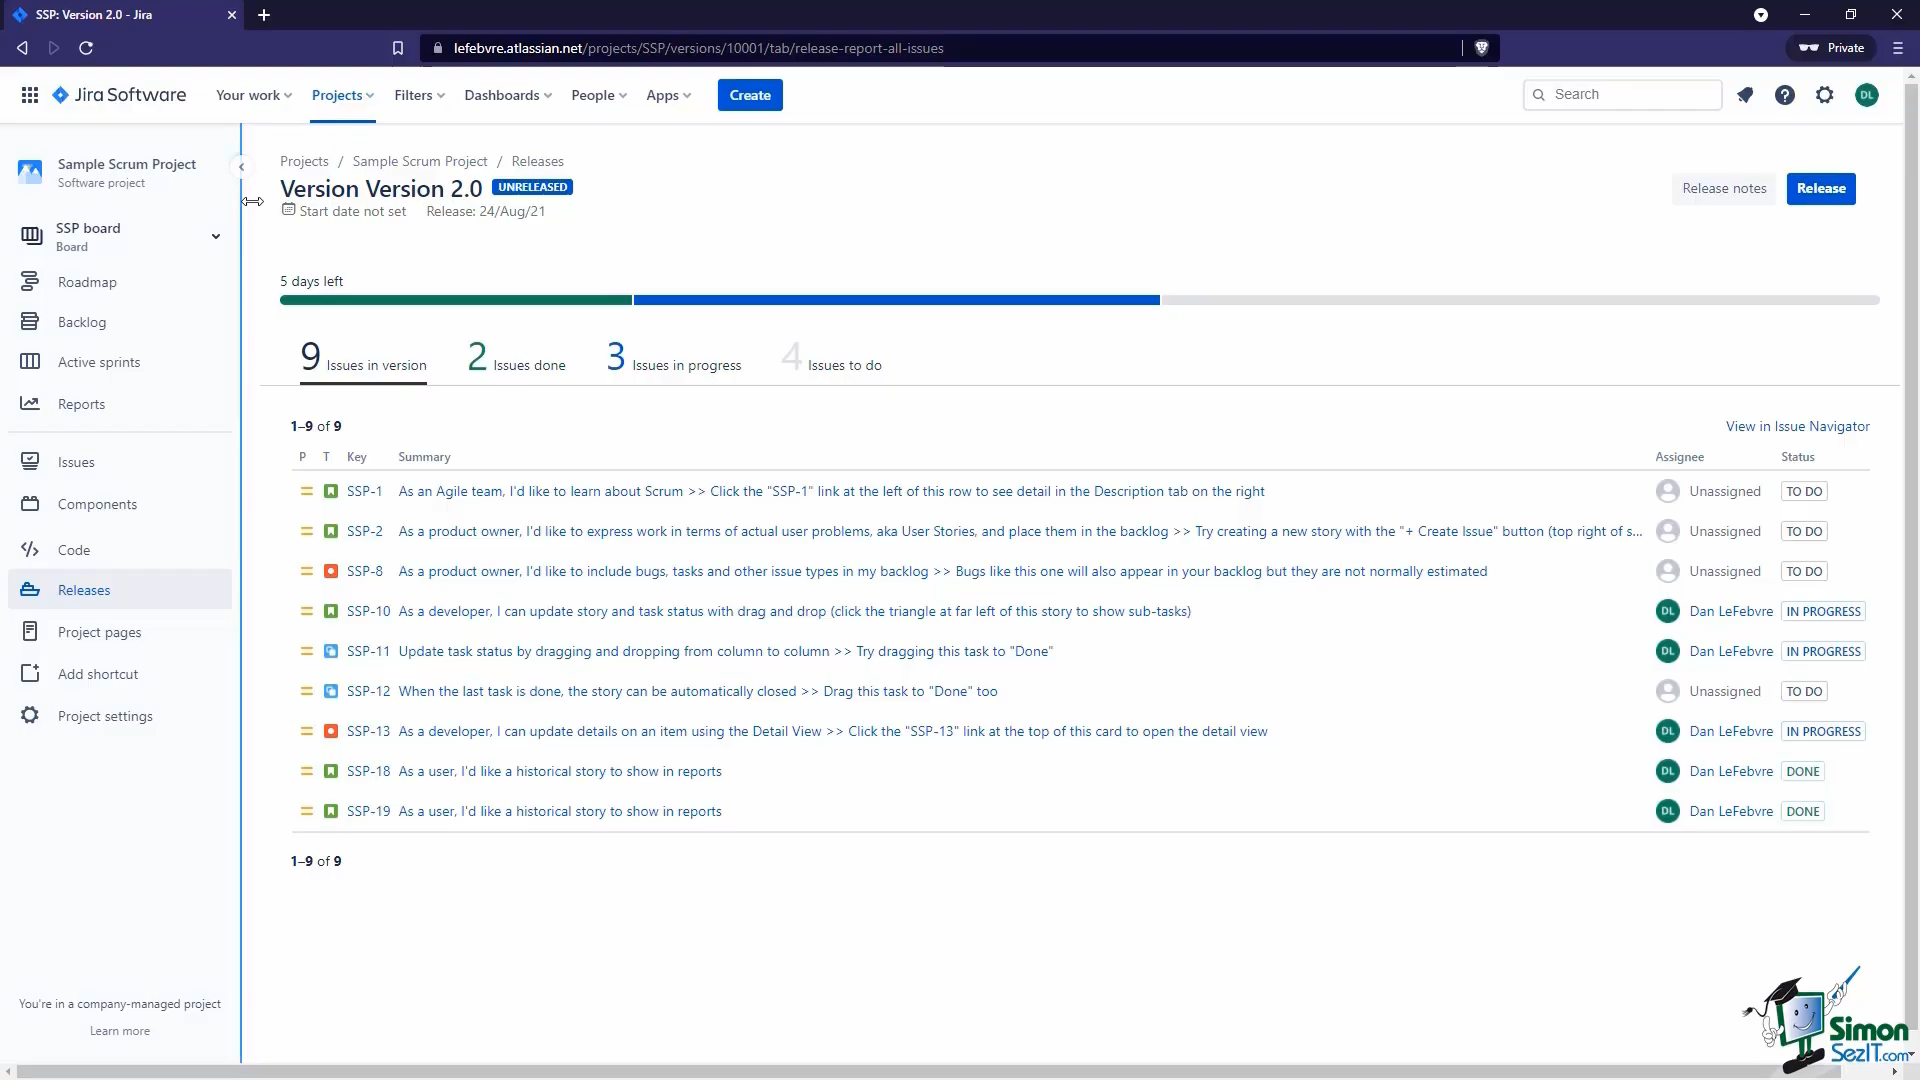 SSP: Version 2.0 - Jira
lefebvre.atlassian.net/projects/SSP/versions/10001/tab/release-report-all-issues
Private
Jira Software
Your work
Projects
Filters
Dashboards
People
Apps
Create
Search
DL
Sample Scrum Project
Software project
SSP board
Board
Roadmap
Backlog
Active sprints
Reports
Issues
Components
Code
Releases
Project pages
Add shortcut
Project settings
You're in a company-managed project
Learn more
Projects / Sample Scrum Project / Releases
Version Version 2.0 UNRELEASED
Start date not set Release: 24/Aug/21
Release notes
Release
5 days left
9 Issues in version
2 Issues done
3 Issues in progress
4 Issues to do
1–9 of 9
View in Issue Navigator
P T Key Summary Assignee Status
SSP-1 As an Agile team, I'd like to learn about Scrum >> Click the "SSP-1" link at the left of this row to see detail in the Description tab on the right Unassigned TO DO
SSP-2 As a product owner, I'd like to express work in terms of actual user problems, aka User Stories, and place them in the backlog >> Try creating a new story with the "+ Create Issue" button (top right of s... Unassigned TO DO
SSP-8 As a product owner, I'd like to include bugs, tasks and other issue types in my backlog >> Bugs like this one will also appear in your backlog but they are not normally estimated Unassigned TO DO
SSP-10 As a developer, I can update story and task status with drag and drop (click the triangle at far left of this story to show sub-tasks) DL Dan LeFebvre IN PROGRESS
SSP-11 Update task status by dragging and dropping from column to column >> Try dragging this task to "Done" DL Dan LeFebvre IN PROGRESS
SSP-12 When the last task is done, the story can be automatically closed >> Drag this task to "Done" too Unassigned TO DO
SSP-13 As a developer, I can update details on an item using the Detail View >> Click the "SSP-13" link at the top of this card to open the detail view DL Dan LeFebvre IN PROGRESS
SSP-18 As a user, I'd like a historical story to show in reports DL Dan LeFebvre DONE
SSP-19 As a user, I'd like a historical story to show in reports DL Dan LeFebvre DONE
1–9 of 9
Simon
SezIT.com